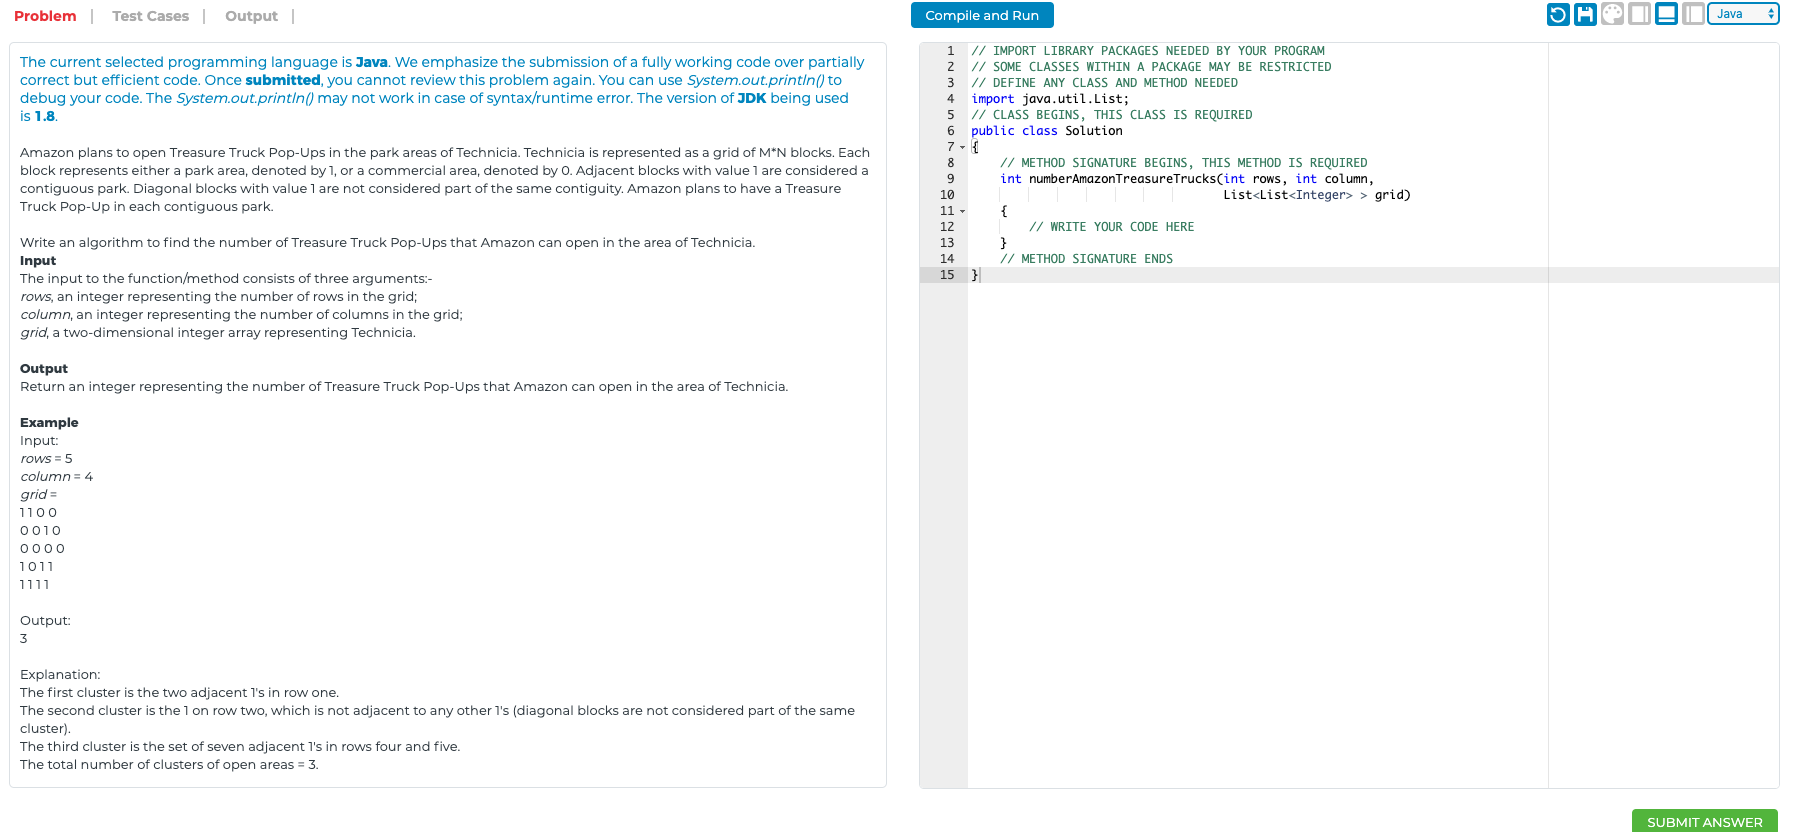 Problem | Test Cases | Output |
The current selected programming language is Java. We emphasize the submission of a fully working code over partially
correct but efficient code. Once submitted, you cannot review this problem again. You can use System.out.println() to
debug your code. The System.out.println() may not work in case of syntax/runtime error. The version of JDK being used
is 1.8.
Amazon plans to open Treasure Truck Pop-Ups in the park areas of Technicia. Technicia is represented as a grid of M*N blocks. Each
block represents either a park area, denoted by 1, or a commercial area, denoted by 0. Adjacent blocks with value 1 are considered a
contiguous park. Diagonal blocks with value 1 are not considered part of the same contiguity. Amazon plans to have a Treasure
Truck Pop-Up in each contiguous park.
Write an algorithm to find the number of Treasure Truck Pop-Ups that Amazon can open in the area of Technicia.
Input
The input to the function/method consists of three arguments:-
rows, an integer representing the number of rows in the grid;
column, an integer representing the number of columns in the grid;
grid, a two-dimensional integer array representing Technicia.
Output
Return an integer representing the number of Treasure Truck Pop-Ups that Amazon can open in the area of Technicia.
Example
Input:
rows = 5
column = 4
grid =
1 1 0 0
0 0 1 0
0 0 0 0
1 0 1 1
1 1 1 1
Output:
3
Explanation:
The first cluster is the two adjacent 1's in row one.
The second cluster is the 1 on row two, which is not adjacent to any other 1's (diagonal blocks are not considered part of the same
cluster).
The third cluster is the set of seven adjacent 1's in rows four and five.
The total number of clusters of open areas = 3.
Compile and Run
Java
1 // IMPORT LIBRARY PACKAGES NEEDED BY YOUR PROGRAM
2 // SOME CLASSES WITHIN A PACKAGE MAY BE RESTRICTED
3 // DEFINE ANY CLASS AND METHOD NEEDED
4 import java.util.List;
5 // CLASS BEGINS, THIS CLASS IS REQUIRED
6 public class Solution
7 {
8 // METHOD SIGNATURE BEGINS, THIS METHOD IS REQUIRED
9 int numberAmazonTreasureTrucks(int rows, int column,
10 List<List<Integer> > grid)
11 {
12 // WRITE YOUR CODE HERE
13 }
14 // METHOD SIGNATURE ENDS
15 }
SUBMIT ANSWER